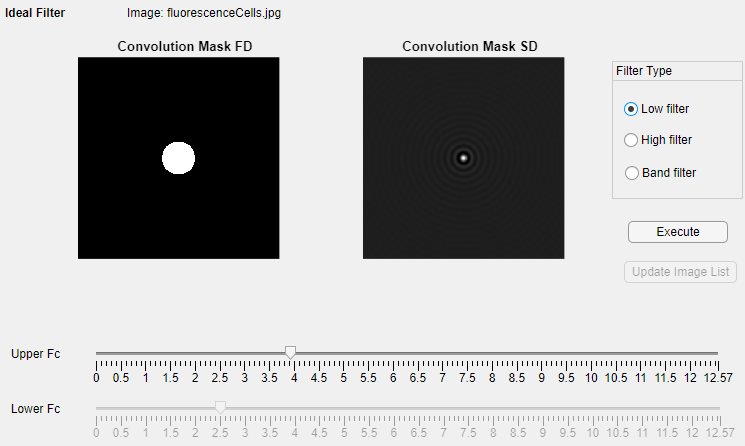 Ideal Filter Image: fluorescenceCells.jpg
Convolution Mask FD Convolution Mask SD
Filter Type
Low filter
High filter
Band filter
Execute
Update Image List
Upper Fc
0 0.5 1 1.5 2 2.5 3 3.5 4 4.5 5 5.5 6 6.5 7 7.5 8 8.5 9 9.5 10 10.5 11 11.5 12.57
Lower Fc
0 0.5 1 1.5 2 2.5 3 3.5 4 4.5 5 5.5 6 6.5 7 7.5 8 8.5 9 9.5 10 10.5 11 11.5 12.57